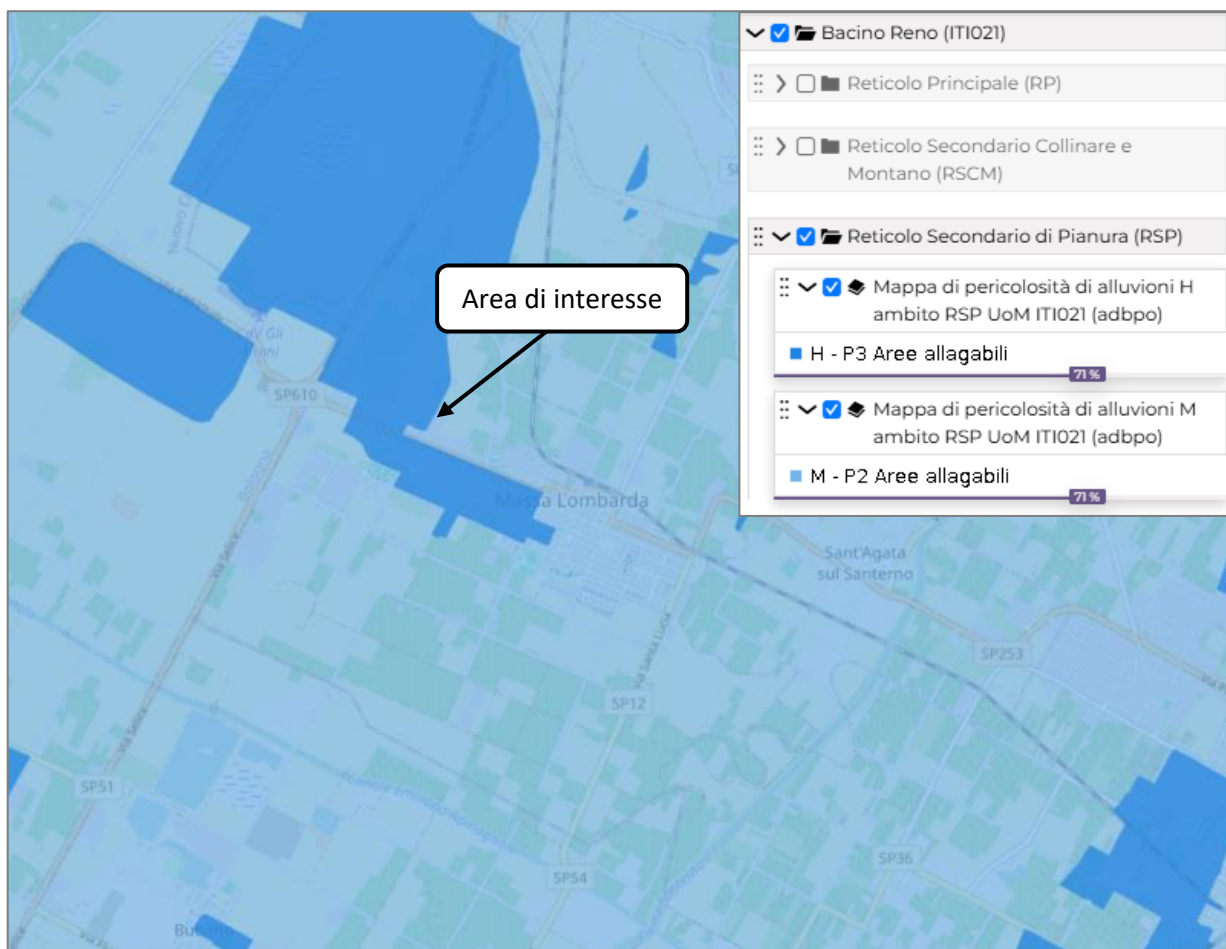 Bacino Reno (ITI021)
Reticolo Principale (RP)
Reticolo Secondario Collinare e
Montano (RSCM)
Reticolo Secondario di Pianura (RSP)
Mappa di pericolosità di alluvioni H
ambito RSP UoM ITI021 (adbpo)
H - P3 Aree allagabili
71%
Mappa di pericolosità di alluvioni M
ambito RSP UoM ITI021 (adbpo)
M - P2 Aree allagabili
71%
Area di interesse
SP610
Massa Lombarda
Sant'Agata
sul Santerno
Via Selice
Via Santa Lucia
SP253
SP12
Via Selice
SP51
SP36
SP54